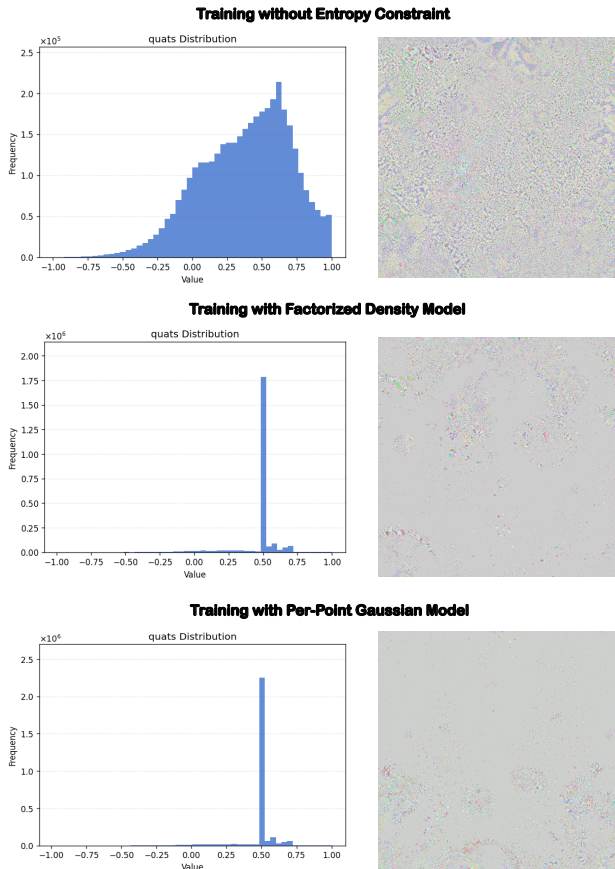 Training without Entropy Constraint
quats Distribution
×10⁵
2.5
2.0
1.5
1.0
0.5
0.0
Frequency
−1.00 −0.75 −0.50 −0.25 0.00 0.25 0.50 0.75 1.00
Value
Training with Factorized Density Model
quats Distribution
×10⁶
2.00
1.75
1.50
1.25
1.00
0.75
0.50
0.25
0.00
Frequency
−1.00 −0.75 −0.50 −0.25 0.00 0.25 0.50 0.75 1.00
Value
Training with Per-Point Gaussian Model
quats Distribution
×10⁶
2.5
2.0
1.5
1.0
0.5
0.0
Frequency
−1.00 −0.75 −0.50 −0.25 0.00 0.25 0.50 0.75 1.00
Value